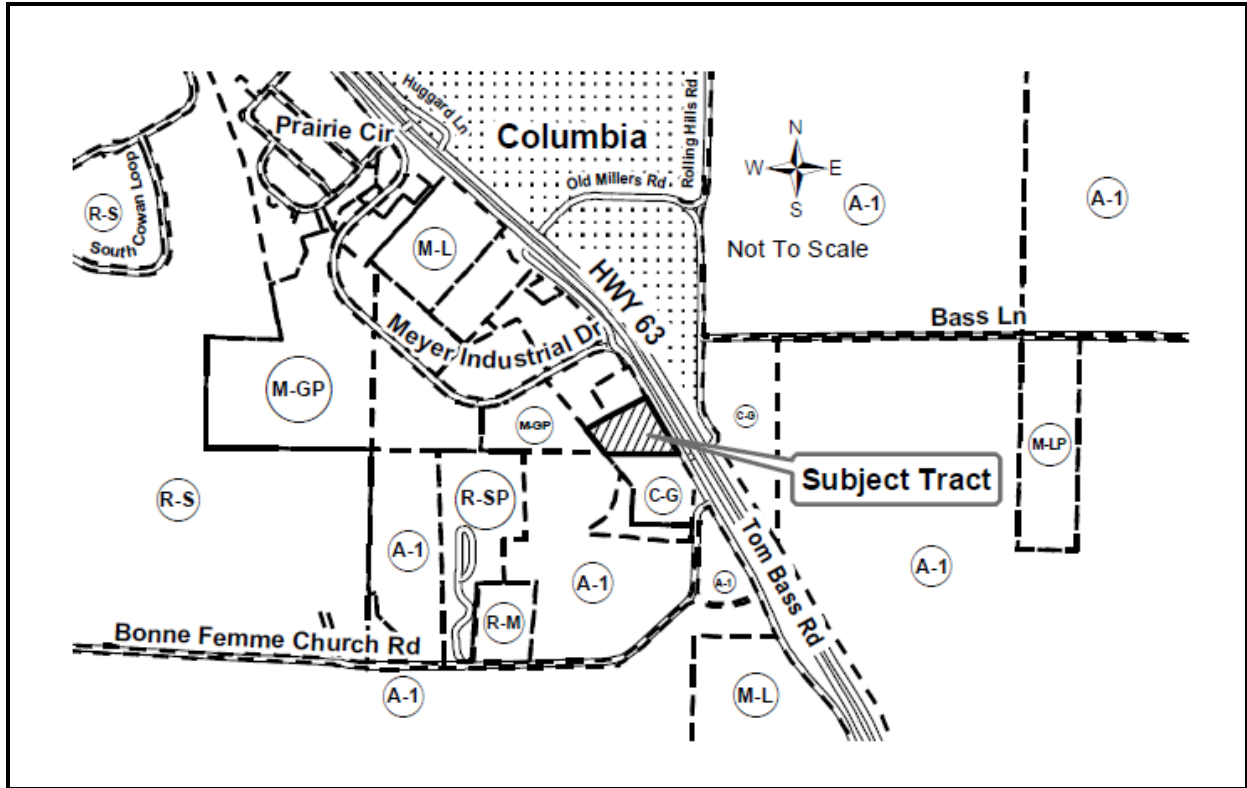 Huggard Ln
Prairie Cir
Columbia
Rolling Hills Rd
Old Millers Rd
N
W
E
S
Not To Scale
A-1
A-1
R-S
South Cowan Loop
M-L
HWY 63
Meyer Industrial Dr
Bass Ln
M-GP
M-GP
C-G
M-LP
Subject Tract
R-S
R-SP
C-G
Tom Bass Rd
A-1
A-1
A-1
A-1
R-M
Bonne Femme Church Rd
A-1
M-L